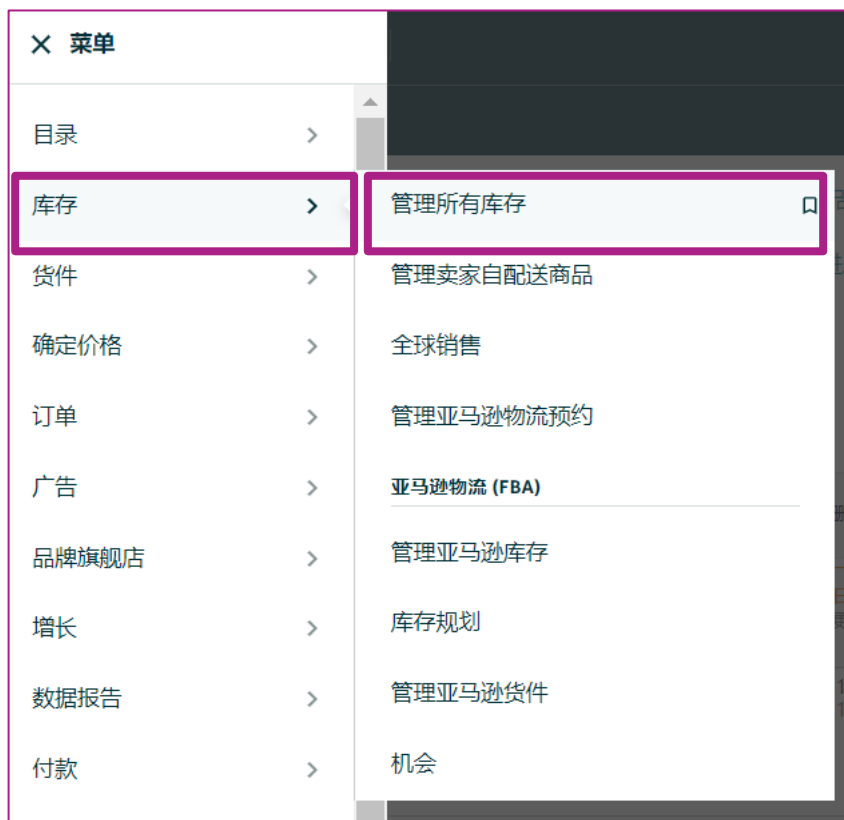 菜单
目录
库存
货件
确定价格
订单
广告
品牌旗舰店
增长
数据报告
付款
管理所有库存
管理卖家自配送商品
全球销售
管理亚马逊物流预约
亚马逊物流 (FBA)
管理亚马逊库存
库存规划
管理亚马逊货件
机会